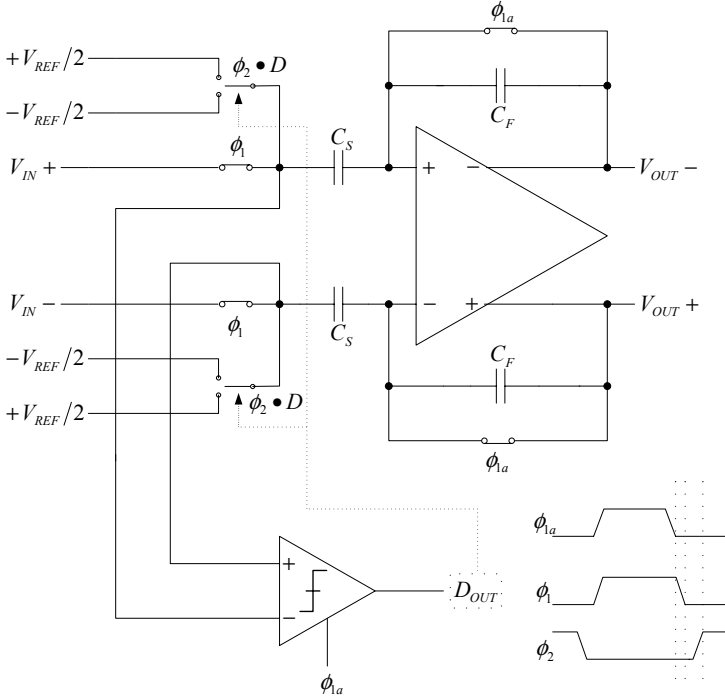 ϕ1a
+VREF/2
ϕ2 • D
−VREF/2
CF
CS
ϕ1
VIN +
+
−
VOUT −
VIN −
−
+
VOUT +
ϕ1
CS
−VREF/2
CF
+VREF/2
ϕ2 • D
ϕ1a
ϕ1a
+
DOUT
ϕ1
−
ϕ2
ϕ1a